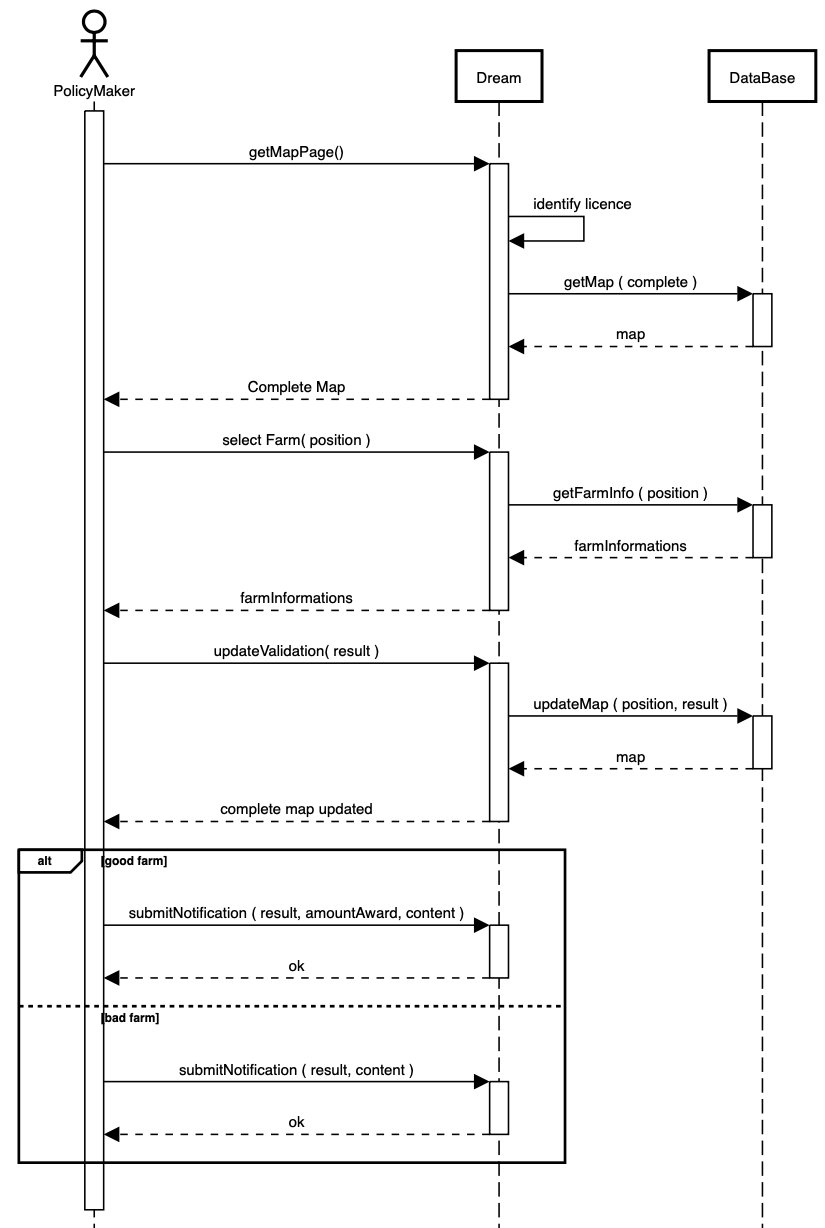 PolicyMaker
Dream
DataBase
getMapPage()
identify licence
getMap ( complete )
map
Complete Map
select Farm( position )
getFarmInfo ( position )
farmInformations
farmInformations
updateValidation( result )
updateMap ( position, result )
map
complete map updated
alt
[good farm]
submitNotification ( result, amountAward, content )
ok
[bad farm]
submitNotification ( result, content )
ok